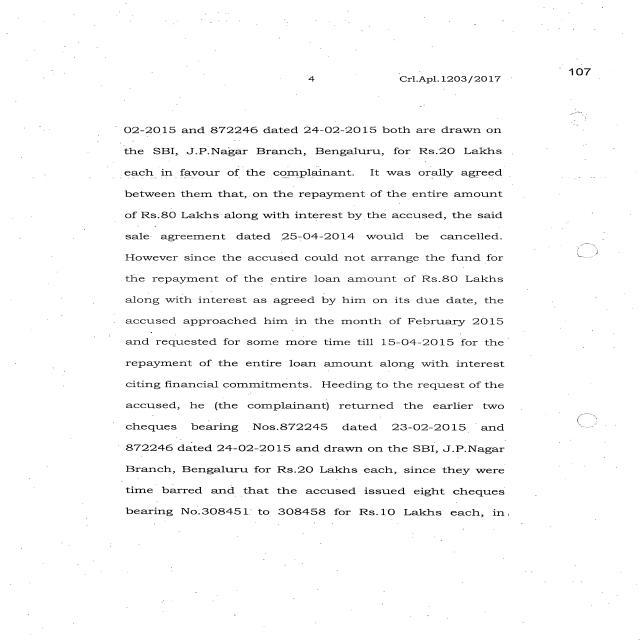 107
4 Crl.Apl.1203/2017
02-2015 and 872246 dated 24-02-2015 both are drawn on
the SBI, J.P.Nagar Branch, Bengaluru, for Rs.20 Lakhs
each in favour of the complainant. It was orally agreed
between them that, on the repayment of the entire amount
of Rs.80 Lakhs along with interest by the accused, the said
sale agreement dated 25-04-2014 would be cancelled.
However since the accused could not arrange the fund for
the repayment of the entire loan amount of Rs.80 Lakhs
along with interest as agreed by him on its due date, the
accused approached him in the month of February 2015
and requested for some more time till 15-04-2015 for the
repayment of the entire loan amount along with interest
citing financial commitments. Heeding to the request of the
accused, he (the complainant) returned the earlier two
cheques bearing Nos.872245 dated 23-02-2015 and
872246 dated 24-02-2015 and drawn on the SBI, J.P.Nagar
Branch, Bengaluru for Rs.20 Lakhs each, since they were
time barred and that the accused issued eight cheques
bearing No.308451 to 308458 for Rs.10 Lakhs each, in